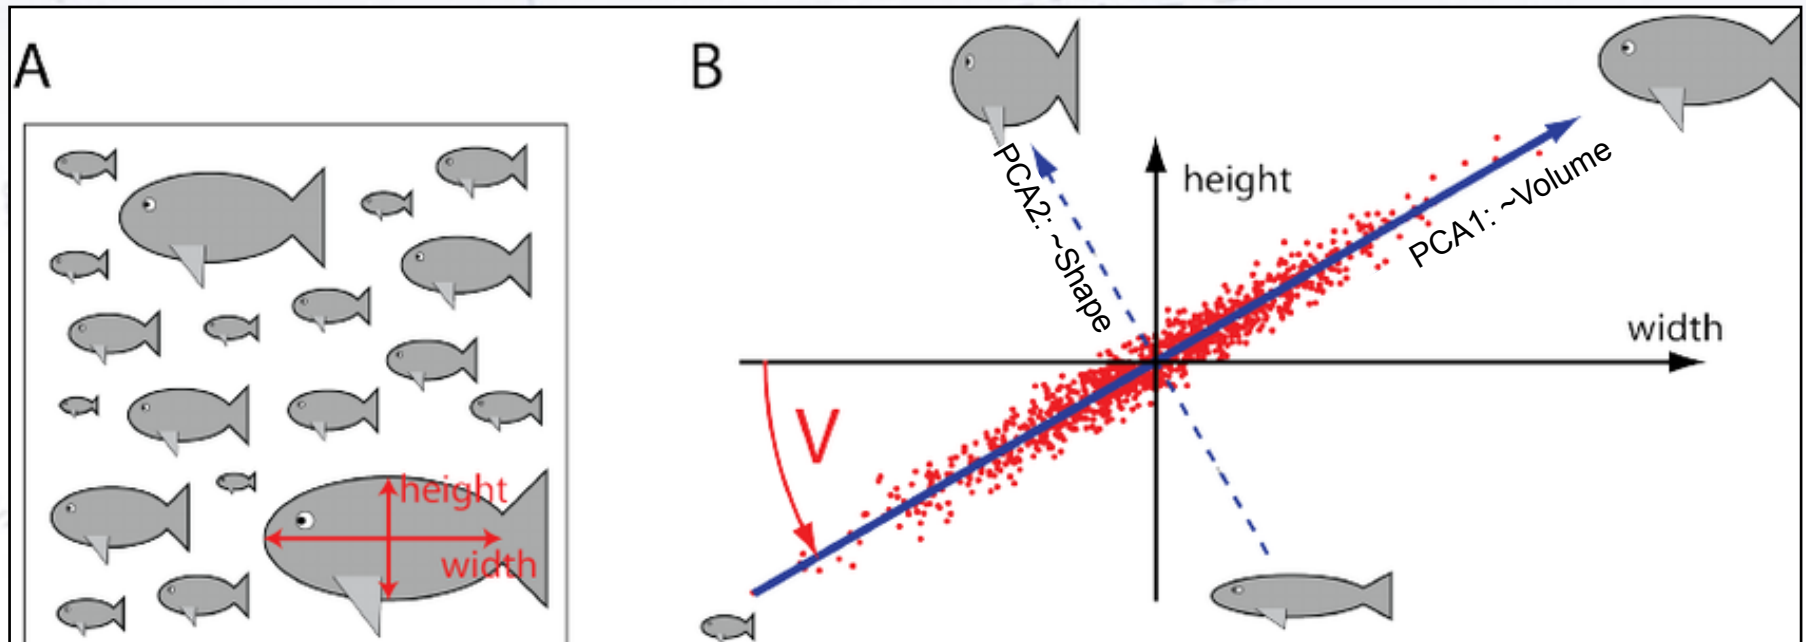 A
height
width
B
height
width
PCA1: ~Volume
PCA2: ~Shape
V